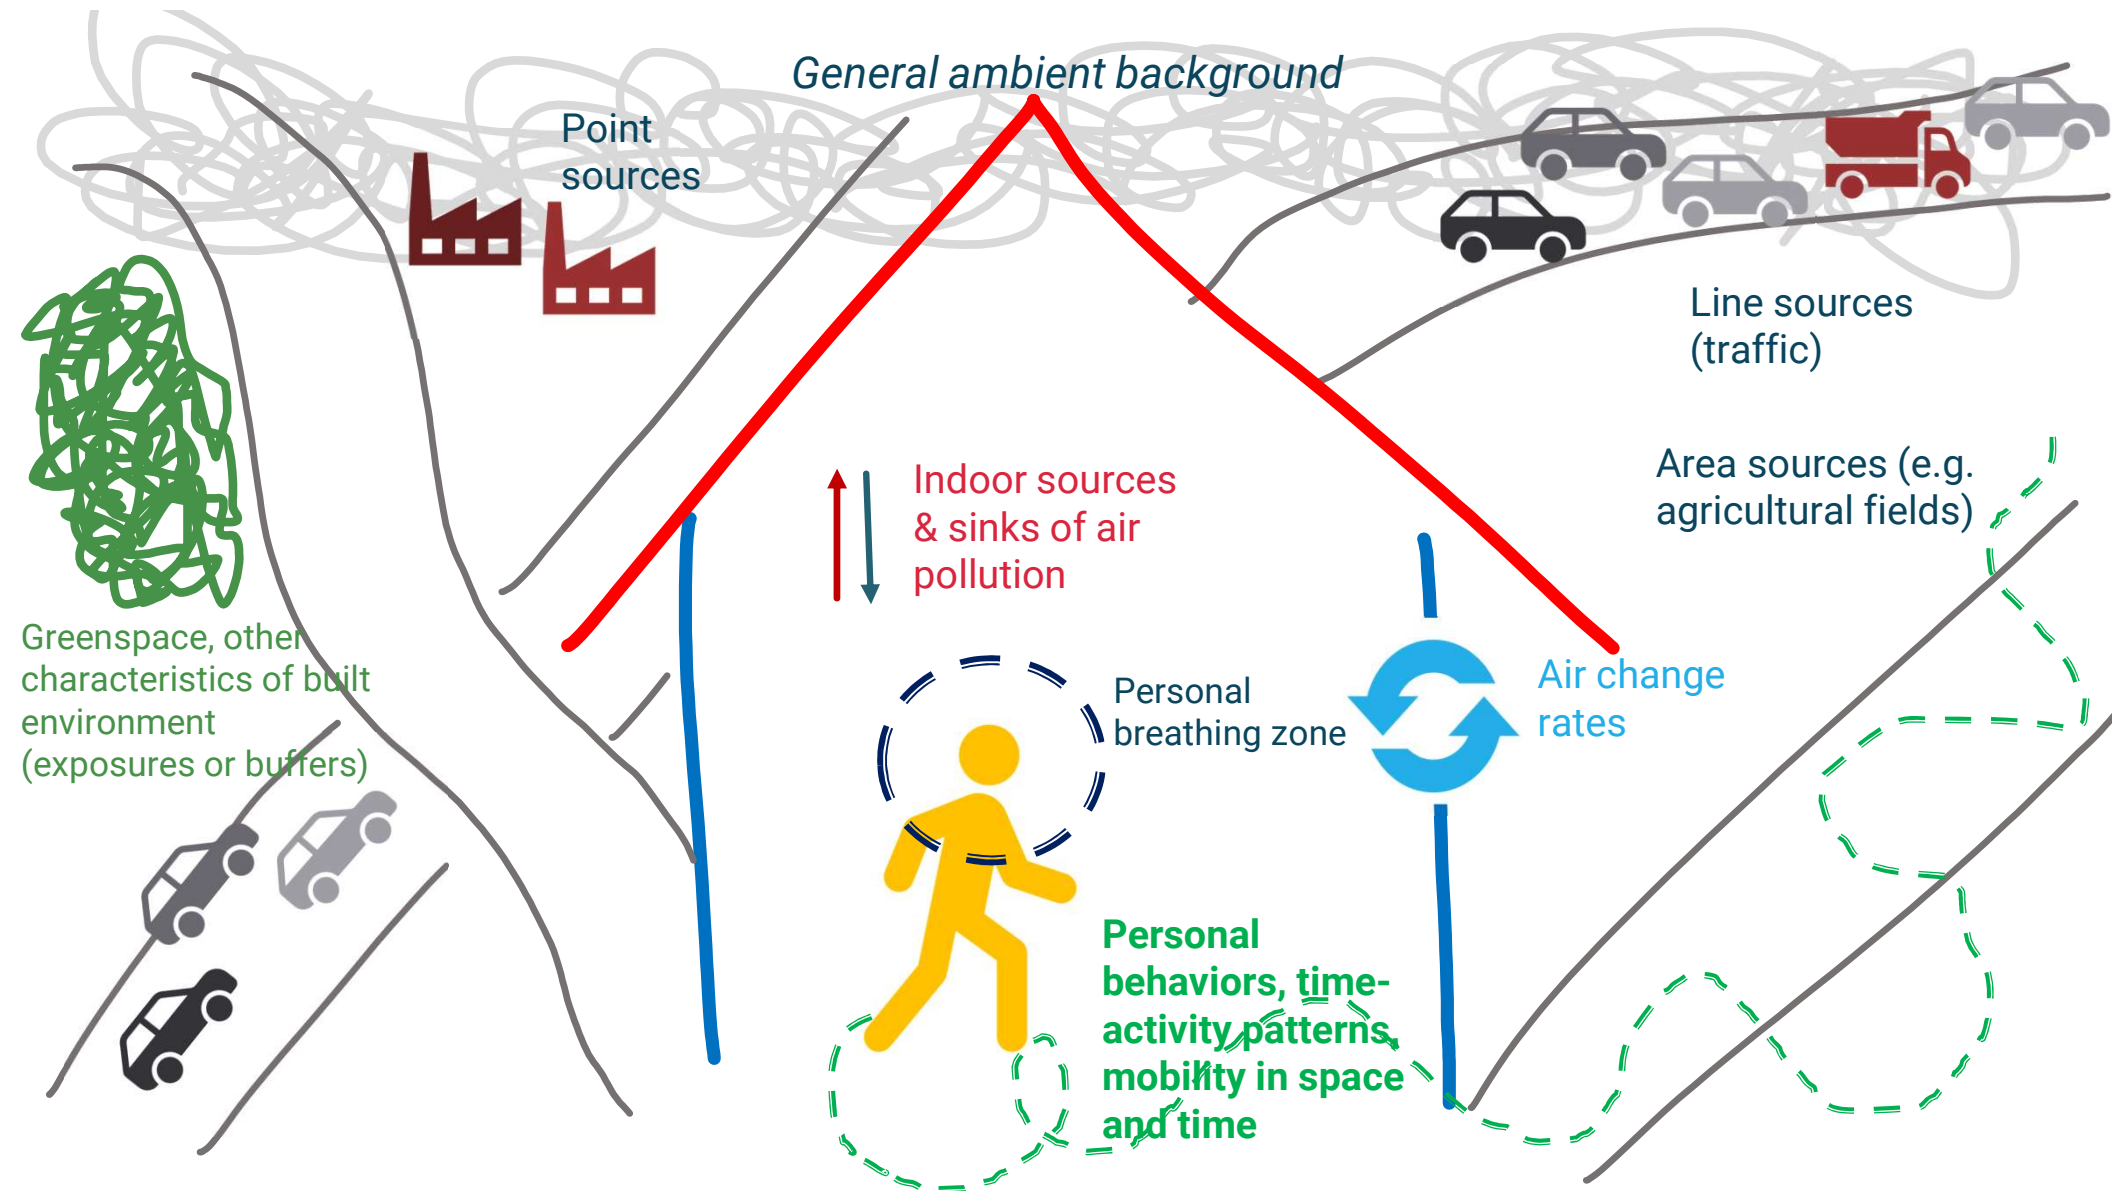 General ambient background
Point
sources
Line sources
(traffic)
Area sources (e.g.
agricultural fields)
Indoor sources
& sinks of air
pollution
Greenspace, other
characteristics of built
environment
(exposures or buffers)
Personal
breathing zone
Air change
rates
Personal
behaviors, time-
activity patterns,
mobility in space
and time